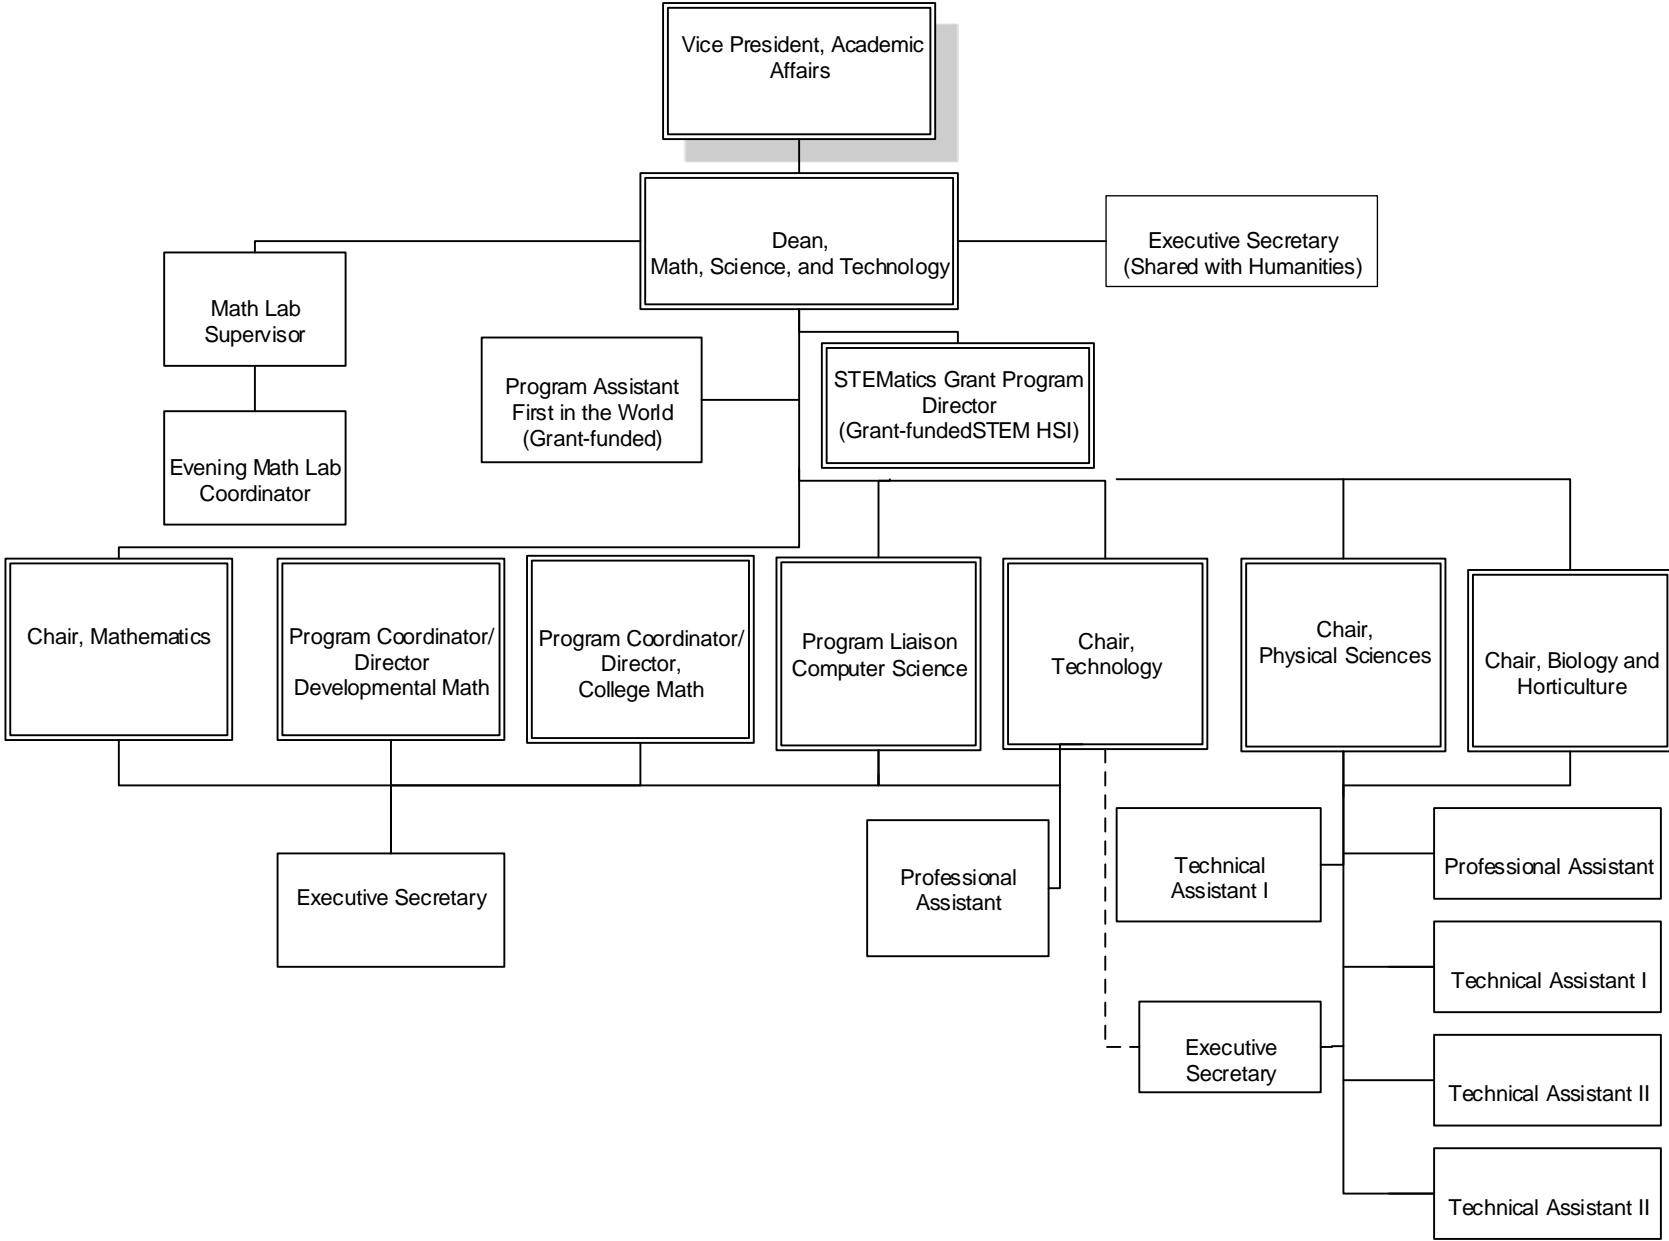 Vice President, Academic
Affairs
Dean,
Math, Science, and Technology
Executive Secretary
(Shared with Humanities)
Math Lab
Supervisor
Program Assistant
First in the World
(Grant-funded)
STEMatics Grant Program
Director
(Grant-fundedSTEM HSI)
Evening Math Lab
Coordinator
Chair, Mathematics
Program Coordinator/
Director
Developmental Math
Program Coordinator/
Director,
College Math
Program Liaison
Computer Science
Chair,
Technology
Chair,
Physical Sciences
Chair, Biology and
Horticulture
Executive Secretary
Professional
Assistant
Technical
Assistant I
Professional Assistant
Technical Assistant I
Executive
Secretary
Technical Assistant II
Technical Assistant II